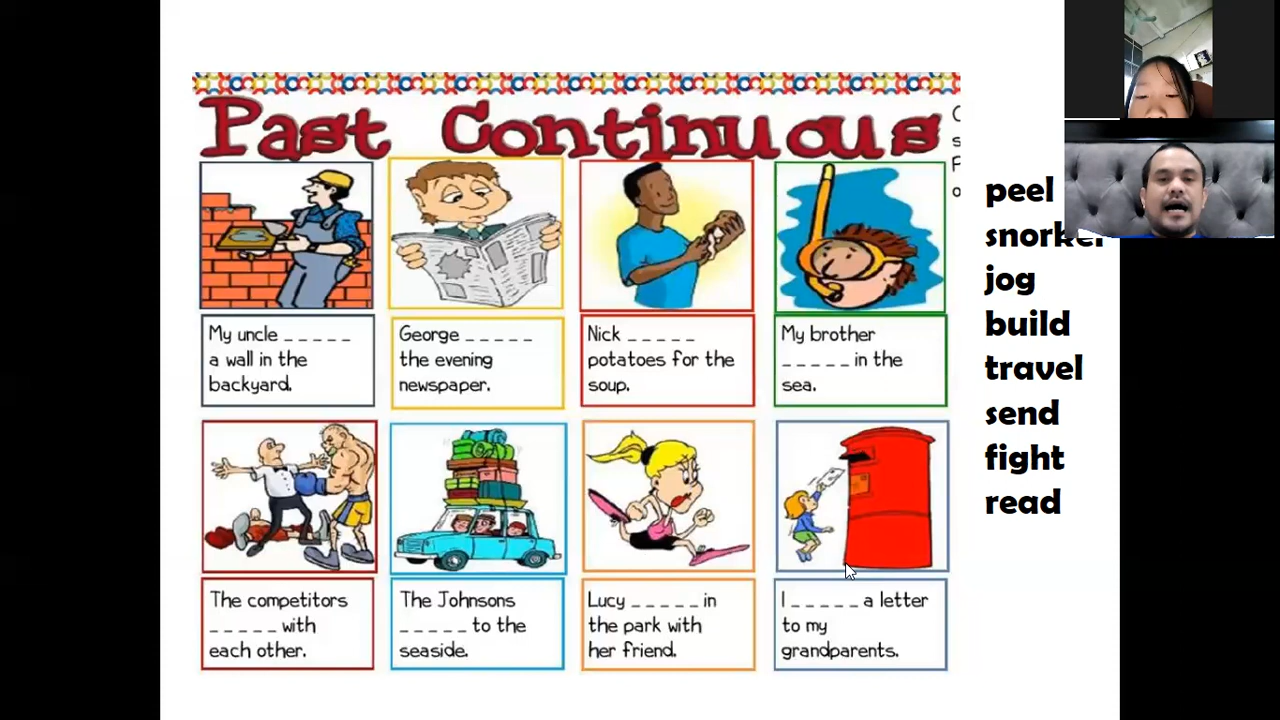 Past Continuous
My uncle _ _ _ _ _
a wall in the
backyard.
George _ _ _ _ _
the evening
newspaper.
Nick _ _ _ _ _
potatoes for the
soup.
My brother
_ _ _ _ _ in the
sea.
The competitors
_ _ _ _ _ with
each other.
The Johnsons
_ _ _ _ _ to the
seaside.
Lucy _ _ _ _ _ in
the park with
her friend.
I _ _ _ _ _ a letter
to my
grandparents.
peel
snorkel
jog
build
travel
send
fight
read